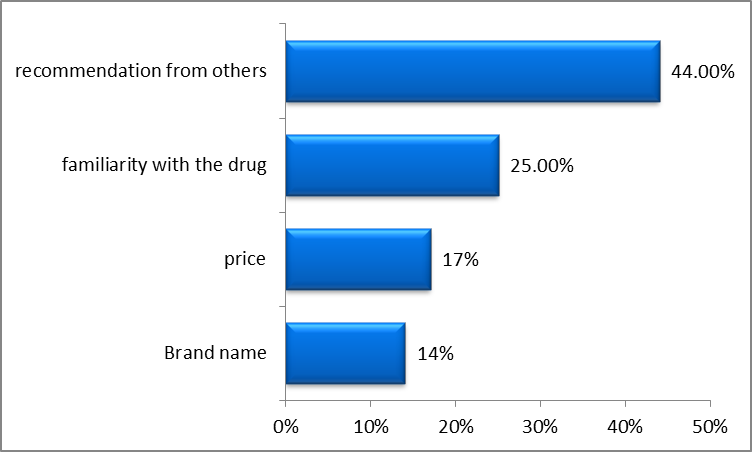 recommendation from others
44.00%
familiarity with the drug
25.00%
price
17%
Brand name
14%
0% 10% 20% 30% 40% 50%